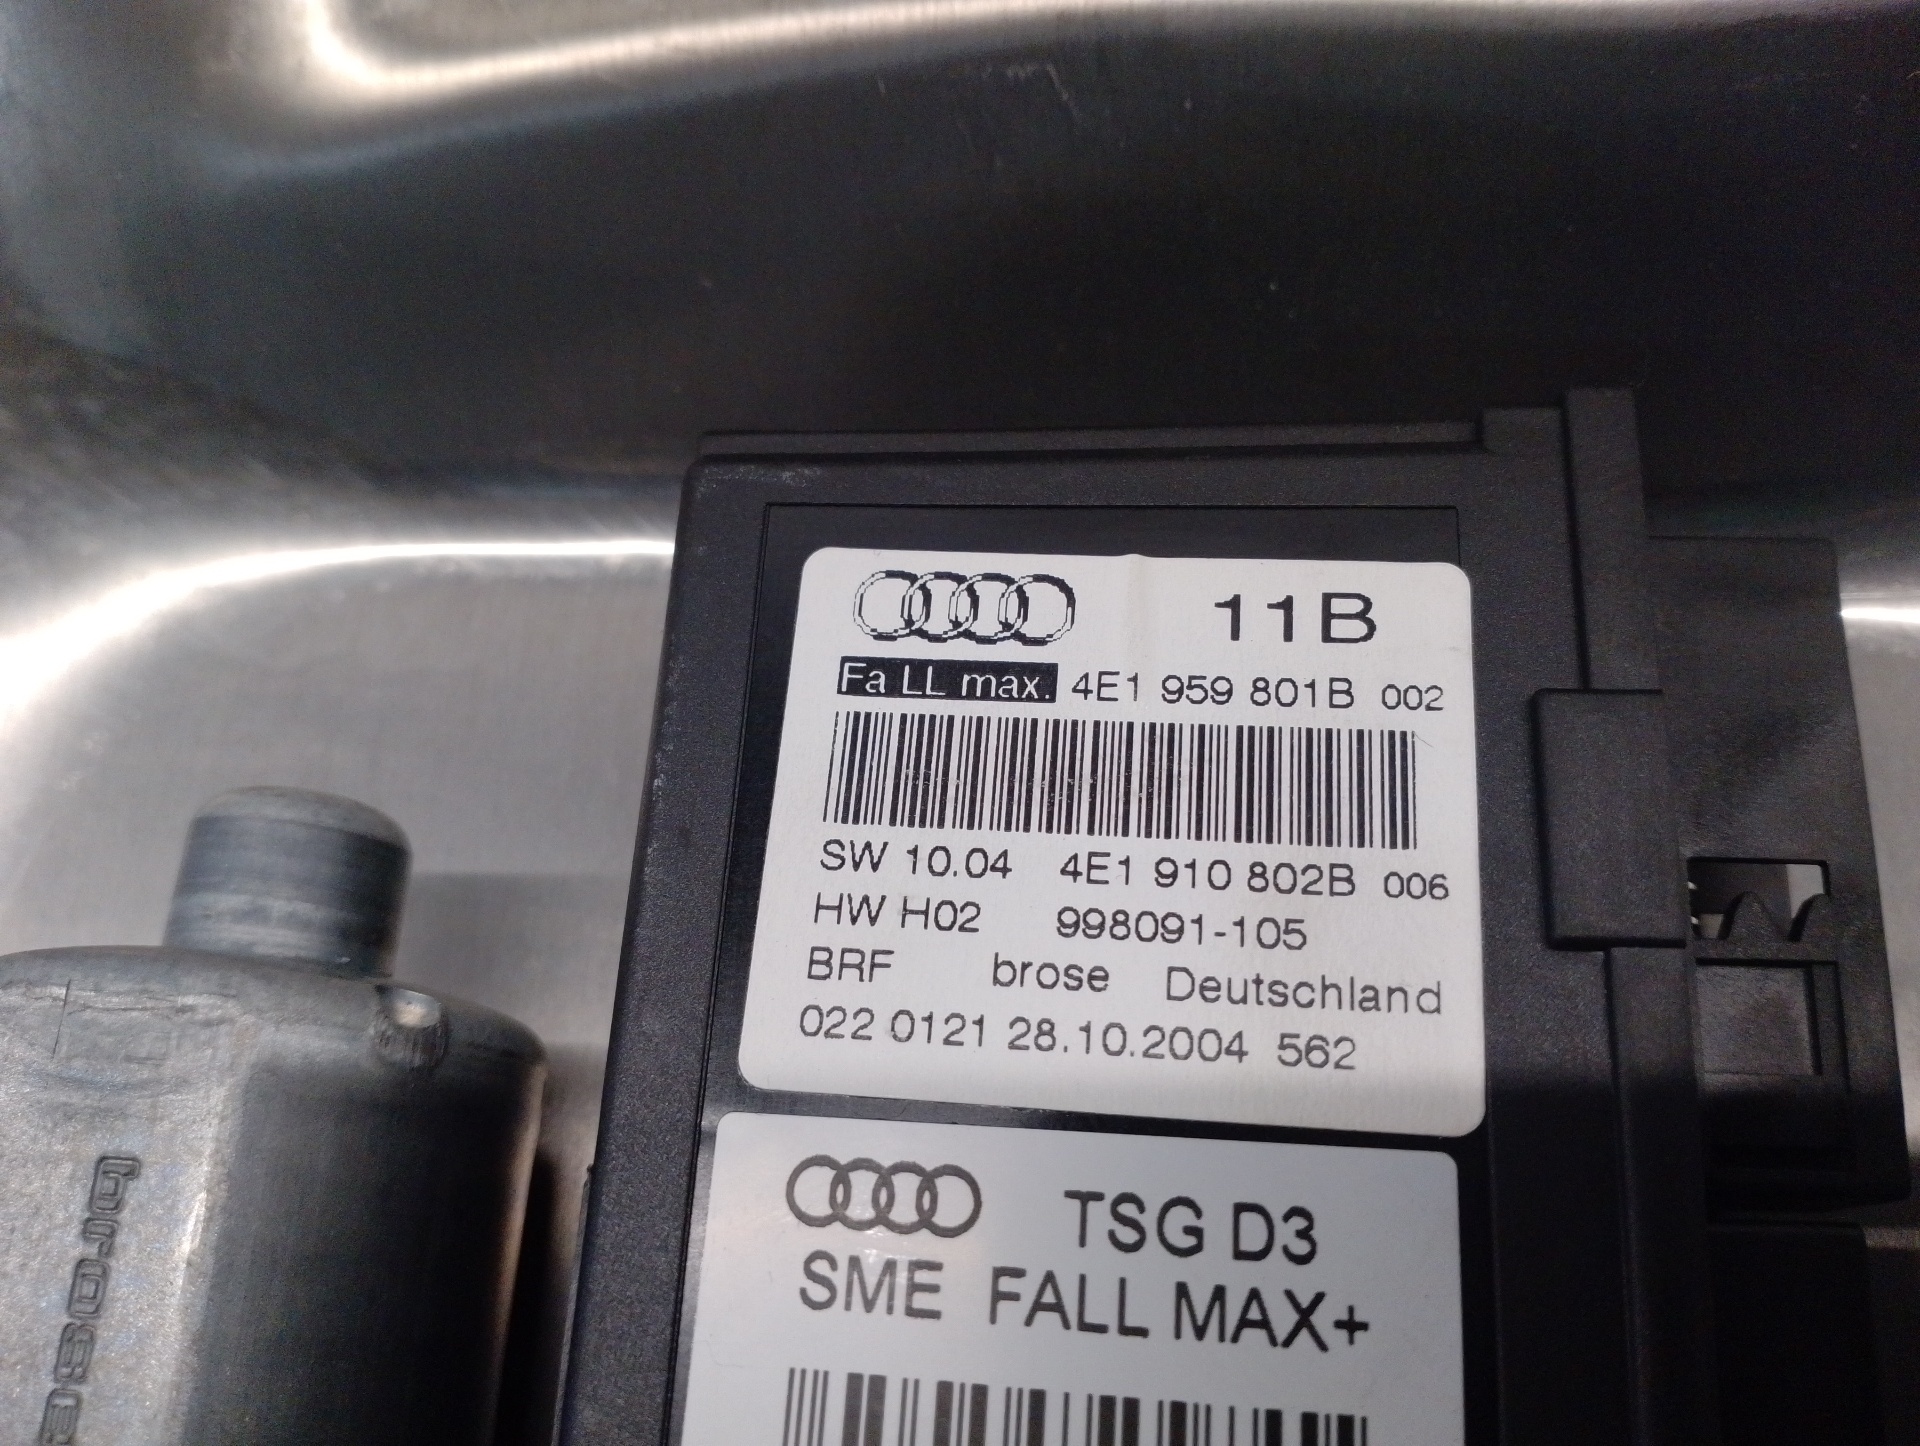 11B
Fa LL max. 4E1 959 801B 002
SW 10.04 4E1 910 802B 006
HW H02 998091-105
BRF brose Deutschland
022 0121 28.10.2004 562
TSG D3
SME FALL MAX+
brose